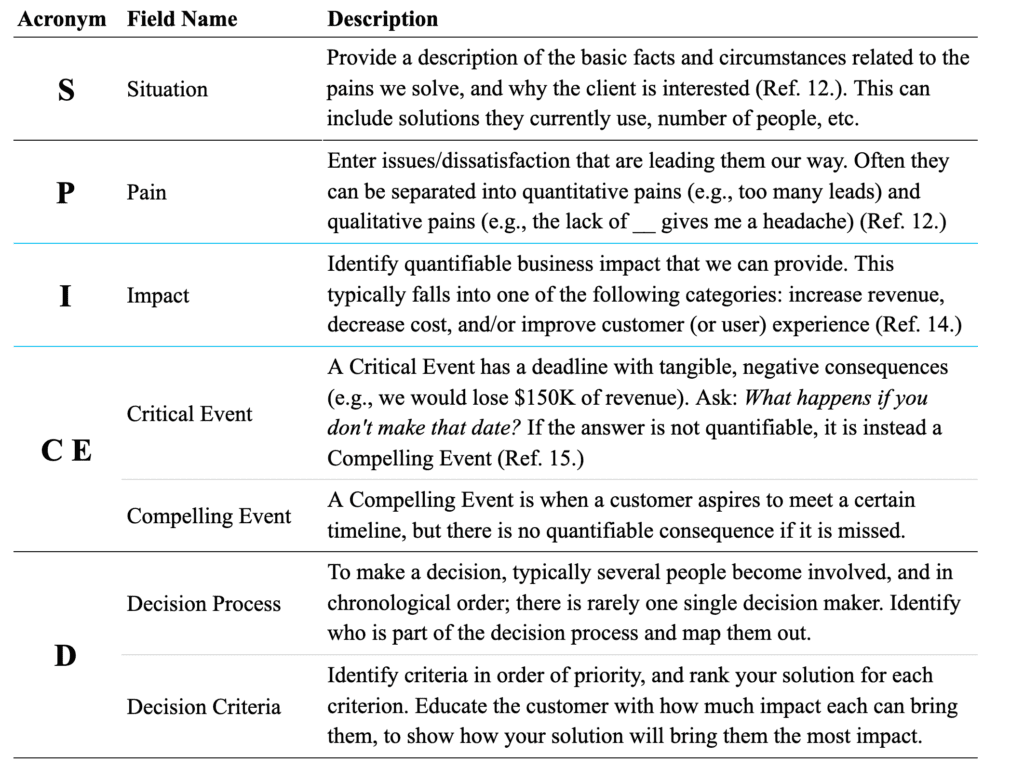 Acronym Field Name Description
S Situation Provide a description of the basic facts and circumstances related to the
pains we solve, and why the client is interested (Ref. 12.). This can
include solutions they currently use, number of people, etc.
P Pain Enter issues/dissatisfaction that are leading them our way. Often they
can be separated into quantitative pains (e.g., too many leads) and
qualitative pains (e.g., the lack of __ gives me a headache) (Ref. 12.)
I Impact Identify quantifiable business impact that we can provide. This
typically falls into one of the following categories: increase revenue,
decrease cost, and/or improve customer (or user) experience (Ref. 14.)
C E
Critical Event A Critical Event has a deadline with tangible, negative consequences
(e.g., we would lose $150K of revenue). Ask: What happens if you
don't make that date? If the answer is not quantifiable, it is instead a
Compelling Event (Ref. 15.)
Compelling Event A Compelling Event is when a customer aspires to meet a certain
timeline, but there is no quantifiable consequence if it is missed.
D
Decision Process To make a decision, typically several people become involved, and in
chronological order; there is rarely one single decision maker. Identify
who is part of the decision process and map them out.
Decision Criteria Identify criteria in order of priority, and rank your solution for each
criterion. Educate the customer with how much impact each can bring
them, to show how your solution will bring them the most impact.